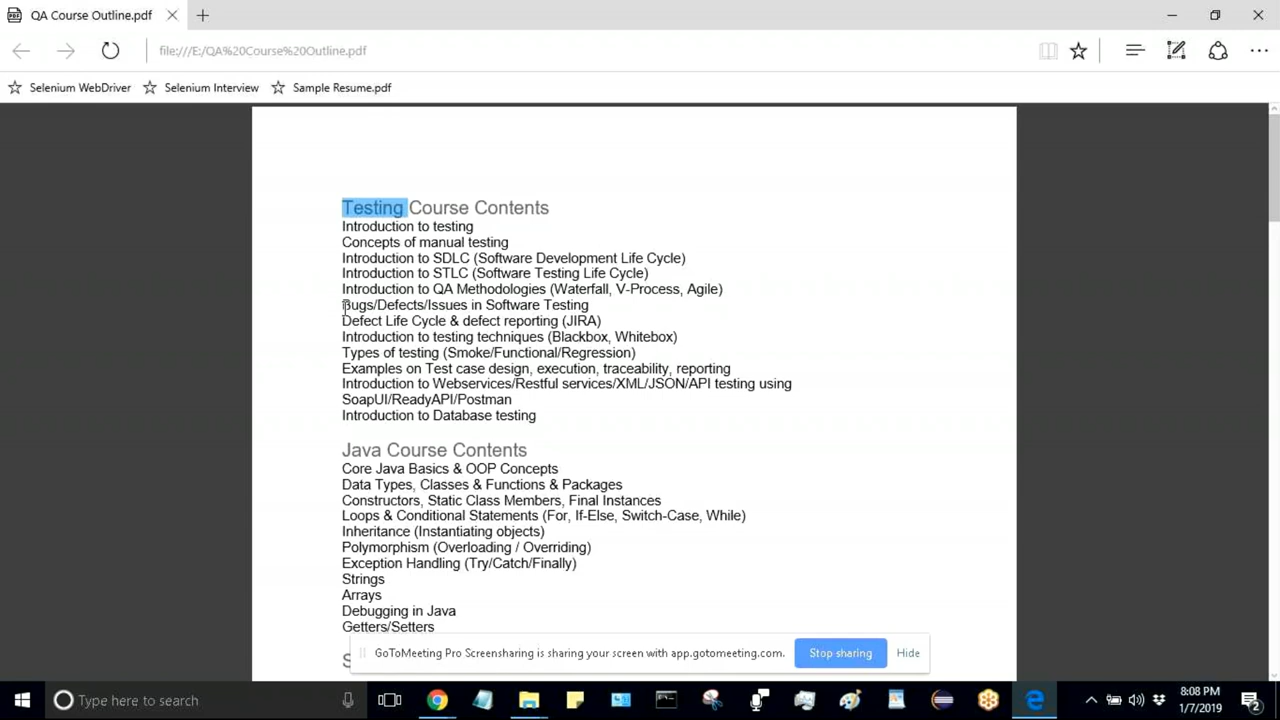 QA Course Outline.pdf
file:///E:/QA%20Course%20Outline.pdf
Selenium WebDriver
Selenium Interview
Sample Resume.pdf
Testing Course Contents
Introduction to testing
Concepts of manual testing
Introduction to SDLC (Software Development Life Cycle)
Introduction to STLC (Software Testing Life Cycle)
Introduction to QA Methodologies (Waterfall, V-Process, Agile)
Bugs/Defects/Issues in Software Testing
Defect Life Cycle & defect reporting (JIRA)
Introduction to testing techniques (Blackbox, Whitebox)
Types of testing (Smoke/Functional/Regression)
Examples on Test case design, execution, traceability, reporting
Introduction to Webservices/Restful services/XML/JSON/API testing using
SoapUI/ReadyAPI/Postman
Introduction to Database testing
Java Course Contents
Core Java Basics & OOP Concepts
Data Types, Classes & Functions & Packages
Constructors, Static Class Members, Final Instances
Loops & Conditional Statements (For, If-Else, Switch-Case, While)
Inheritance (Instantiating objects)
Polymorphism (Overloading / Overriding)
Exception Handling (Try/Catch/Finally)
Strings
Arrays
Debugging in Java
Getters/Setters
GoToMeeting Pro Screensharing is sharing your screen with app.gotomeeting.com.
Stop sharing
Hide
Type here to search
8:08 PM
1/7/2019
2